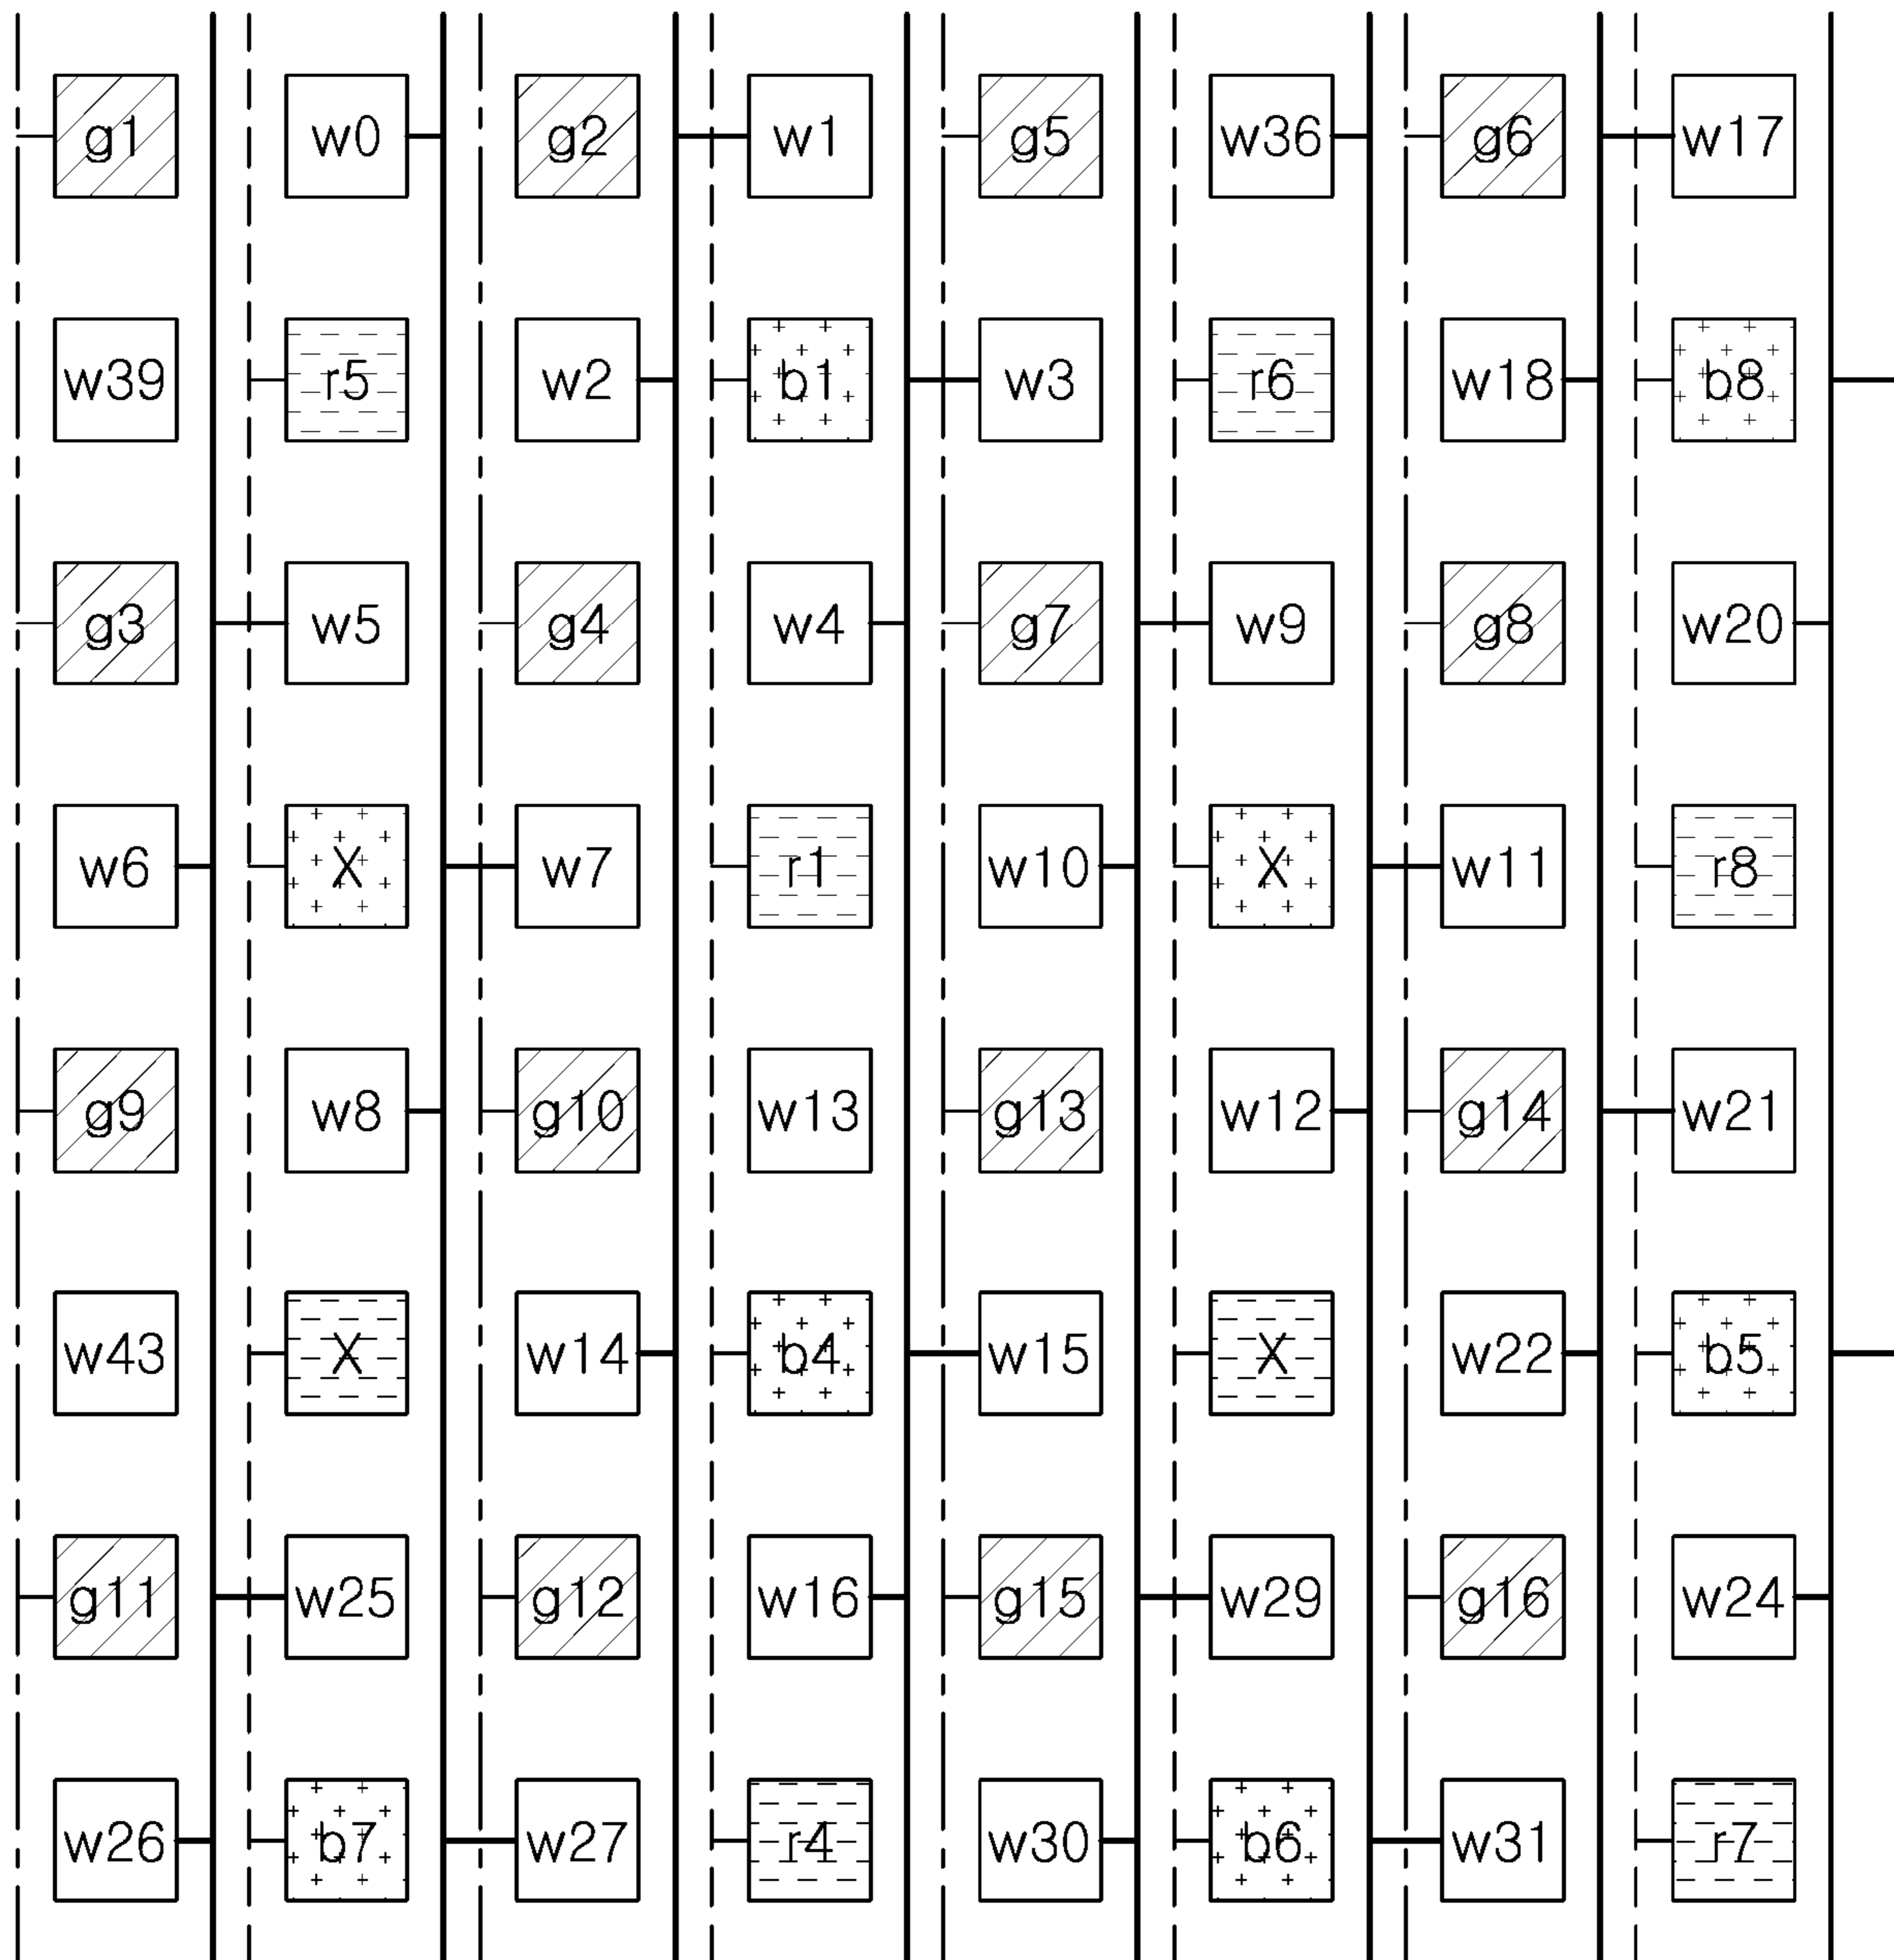 g1 w0 g2 w1 g5 w36 g6 w17
w39 r5 w2 b1 w3 r6 w18 b8
g3 w5 g4 w4 g7 w9 g8 w20
w6 X w7 r1 w10 X w11 r8
g9 w8 g10 w13 g13 w12 g14 w21
w43 X w14 b4 w15 X w22 b5
g11 w25 g12 w16 g15 w29 g16 w24
w26 b7 w27 r4 w30 b6 w31 r7